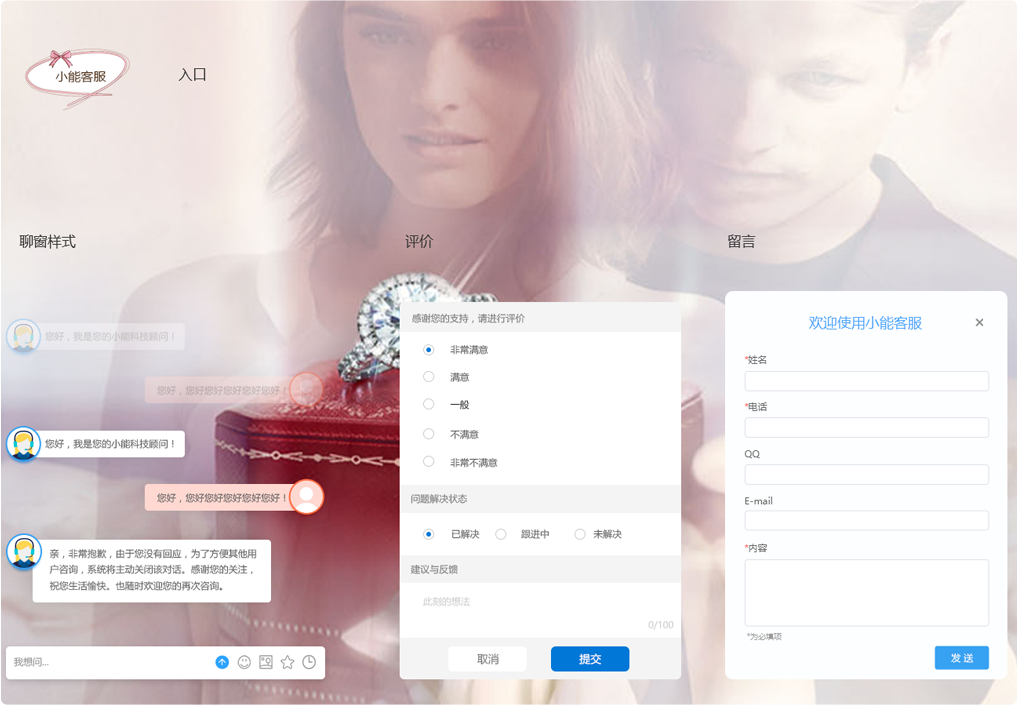 小能客服
入口
聊窗样式
评价
留言
您好，我是您的小能科技顾问！
您好，您好您好您好您好您好！
您好，我是您的小能科技顾问！
您好，您好您好您好您好您好！
亲，非常抱歉，由于您没有回应，为了方便其他用
户咨询，系统将主动关闭该对话。感谢您的关注，
祝您生活愉快。也随时欢迎您的再次咨询。
我想问...
感谢您的支持，请进行评价
非常满意
满意
一般
不满意
非常不满意
问题解决状态
已解决 跟进中 未解决
建议与反馈
此刻的想法
0/100
取消 提交
欢迎使用小能客服 ×
*姓名
*电话
QQ
E-mail
*内容
*为必填项
发 送